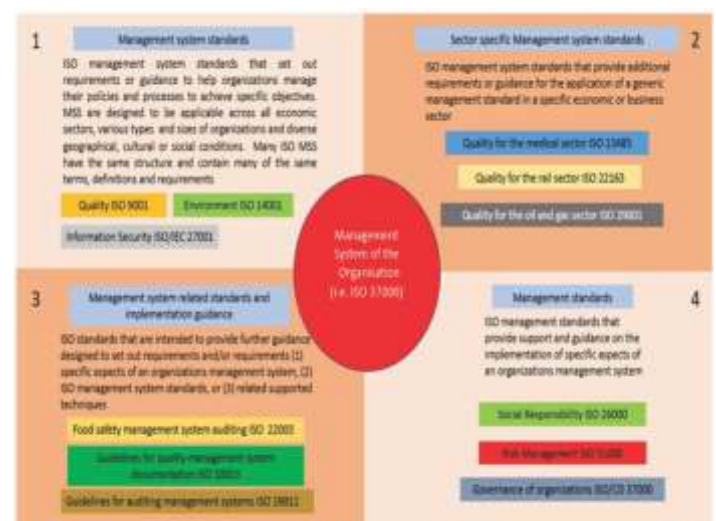 1
Management system standards
ISO management system standards that set out
requirements or guidance to help organizations manage
their policies and processes to achieve specific objectives.
MSS are designed to be applicable across all economic
sectors, various types and sizes of organizations and diverse
geographical, cultural or social conditions. Many ISO MSS
have the same structure and contain many of the same
terms, definitions and requirements
Quality ISO 9001
Environment ISO 14001
Information Security ISO/IEC 27001
Sector specific Management system standards
2
ISO management system standards that provide additional
requirements or guidance for the application of a generic
management standard in a specific economic or business
sector
Quality for the medical sector ISO 13485
Quality for the rail sector ISO 22163
Quality for the oil and gas sector ISO 29001
Management
System of the
Organisation
(i.e. ISO 37000)
3
Management system related standards and
implementation guidance
ISO standards that are intended to provide further guidance
designed to set out requirements and/or requirements (1)
specific aspects of an organizations management system, (2)
ISO management system standards, or (3) related supported
techniques
Food safety management system auditing ISO 22003
Guidelines for quality management system
documentation ISO 10013
Guidelines for auditing management systems ISO 19011
Management standards
4
ISO management standards that
provide support and guidance on the
implementation of specific aspects of
an organizations management system
Social Responsibility ISO 26000
Risk Management ISO 31000
Governance of organizations ISO/CD 37000